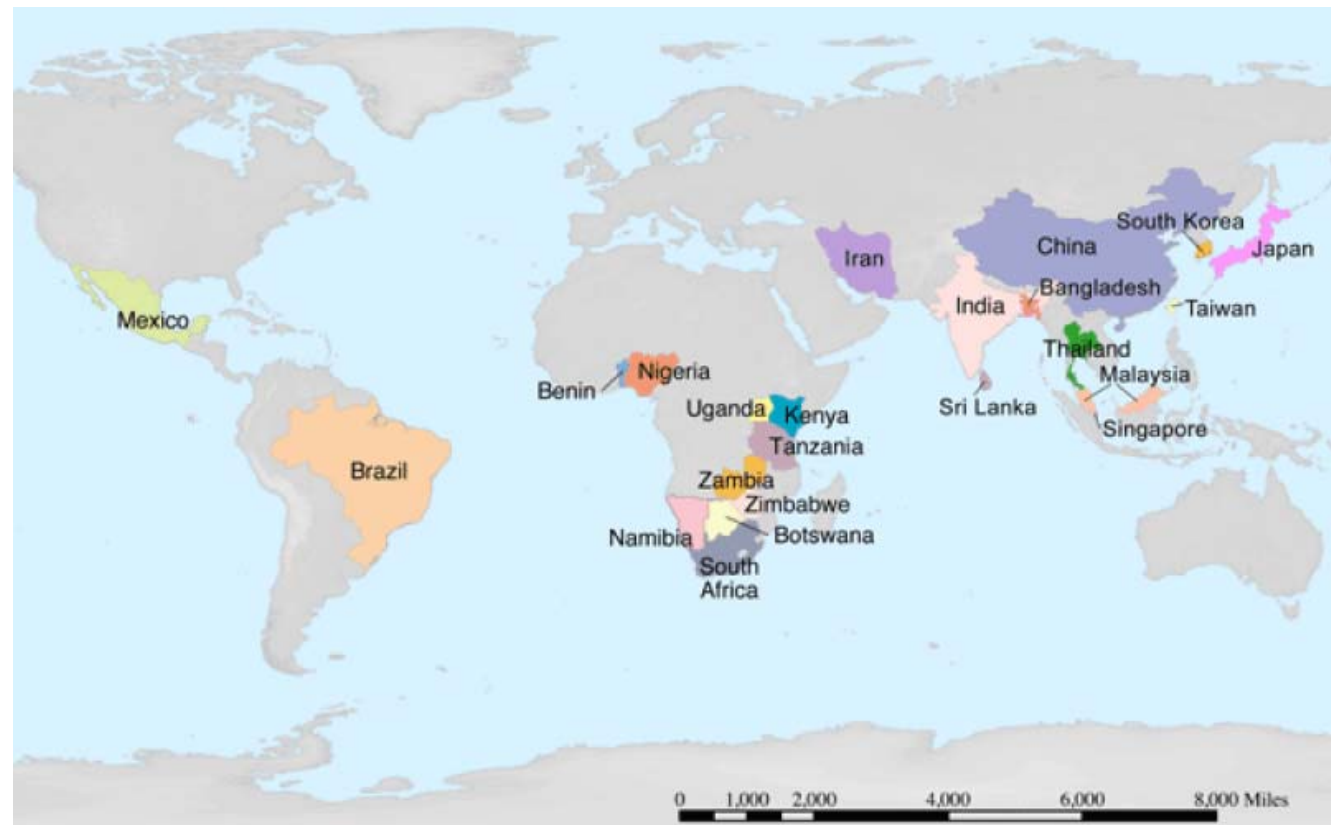 South Korea
China
Japan
Iran
Bangladesh
India
Taiwan
Mexico
Thailand
Nigeria
Malaysia
Benin
Uganda
Kenya
Sri Lanka
Singapore
Tanzania
Brazil
Zambia
Zimbabwe
Namibia
Botswana
South
Africa
0 1,000 2,000 4,000 6,000 8,000 Miles